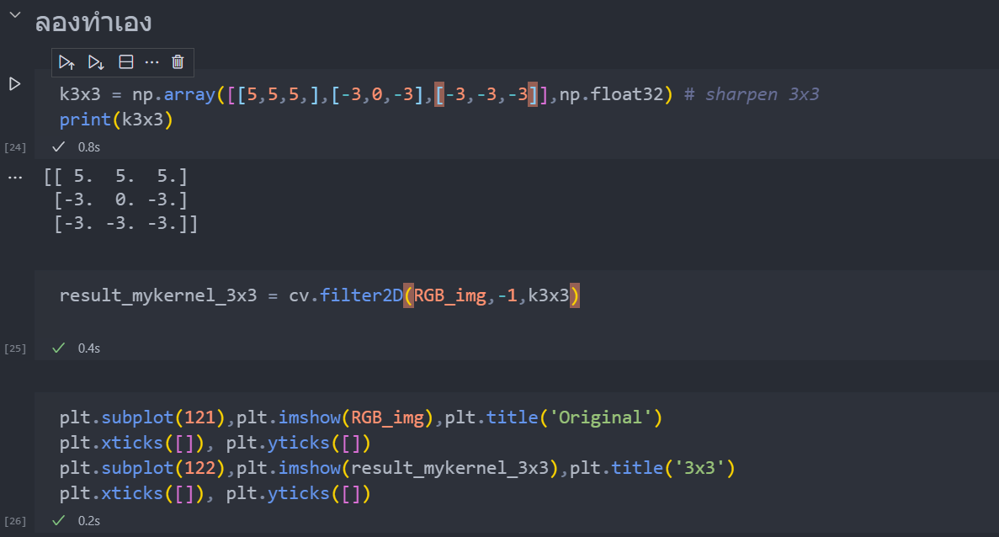 ลองทำเอง
k3x3 = np.array([[5,5,5,],[-3,0,-3],[-3,-3,-3]],np.float32) # sharpen 3x3
print(k3x3)
[24] 0.8s
[[ 5.  5.  5.]
 [-3.  0. -3.]
 [-3. -3. -3.]]
result_mykernel_3x3 = cv.filter2D(RGB_img,-1,k3x3)
[25] 0.4s
plt.subplot(121),plt.imshow(RGB_img),plt.title('Original')
plt.xticks([]), plt.yticks([])
plt.subplot(122),plt.imshow(result_mykernel_3x3),plt.title('3x3')
plt.xticks([]), plt.yticks([])
[26] 0.2s